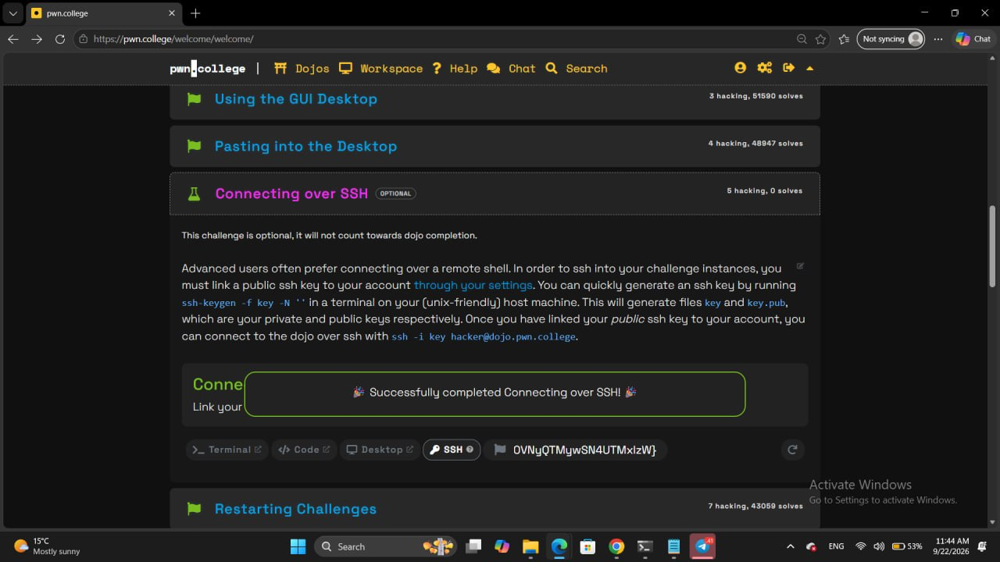 pwn.college
https://pwn.college/welcome/welcome/
Not syncing
Chat
pwn.college
Dojos
Workspace
? Help
Chat
Search
Using the GUI Desktop
3 hacking, 51590 solves
Pasting into the Desktop
4 hacking, 48947 solves
Connecting over SSH OPTIONAL
5 hacking, 0 solves
This challenge is optional, it will not count towards dojo completion.
Advanced users often prefer connecting over a remote shell. In order to ssh into your challenge instances, you
must link a public ssh key to your account through your settings. You can quickly generate an ssh key by running
ssh-keygen -f key -N '' in a terminal on your (unix-friendly) host machine. This will generate files key and key.pub,
which are your private and public keys respectively. Once you have linked your public ssh key to your account, you
can connect to the dojo over ssh with ssh -i key hacker@dojo.pwn.college.
Conne
🎉 Successfully completed Connecting over SSH! 🎉
Link your
>_ Terminal
</> Code
Desktop
SSH ?
0VNyQTMywSN4UTMxIzW}
Restarting Challenges
7 hacking, 43059 solves
Activate Windows
Go to Settings to activate Windows.
15°C
Mostly sunny
Search
41
ENG
53%
11:44 AM
9/22/2026